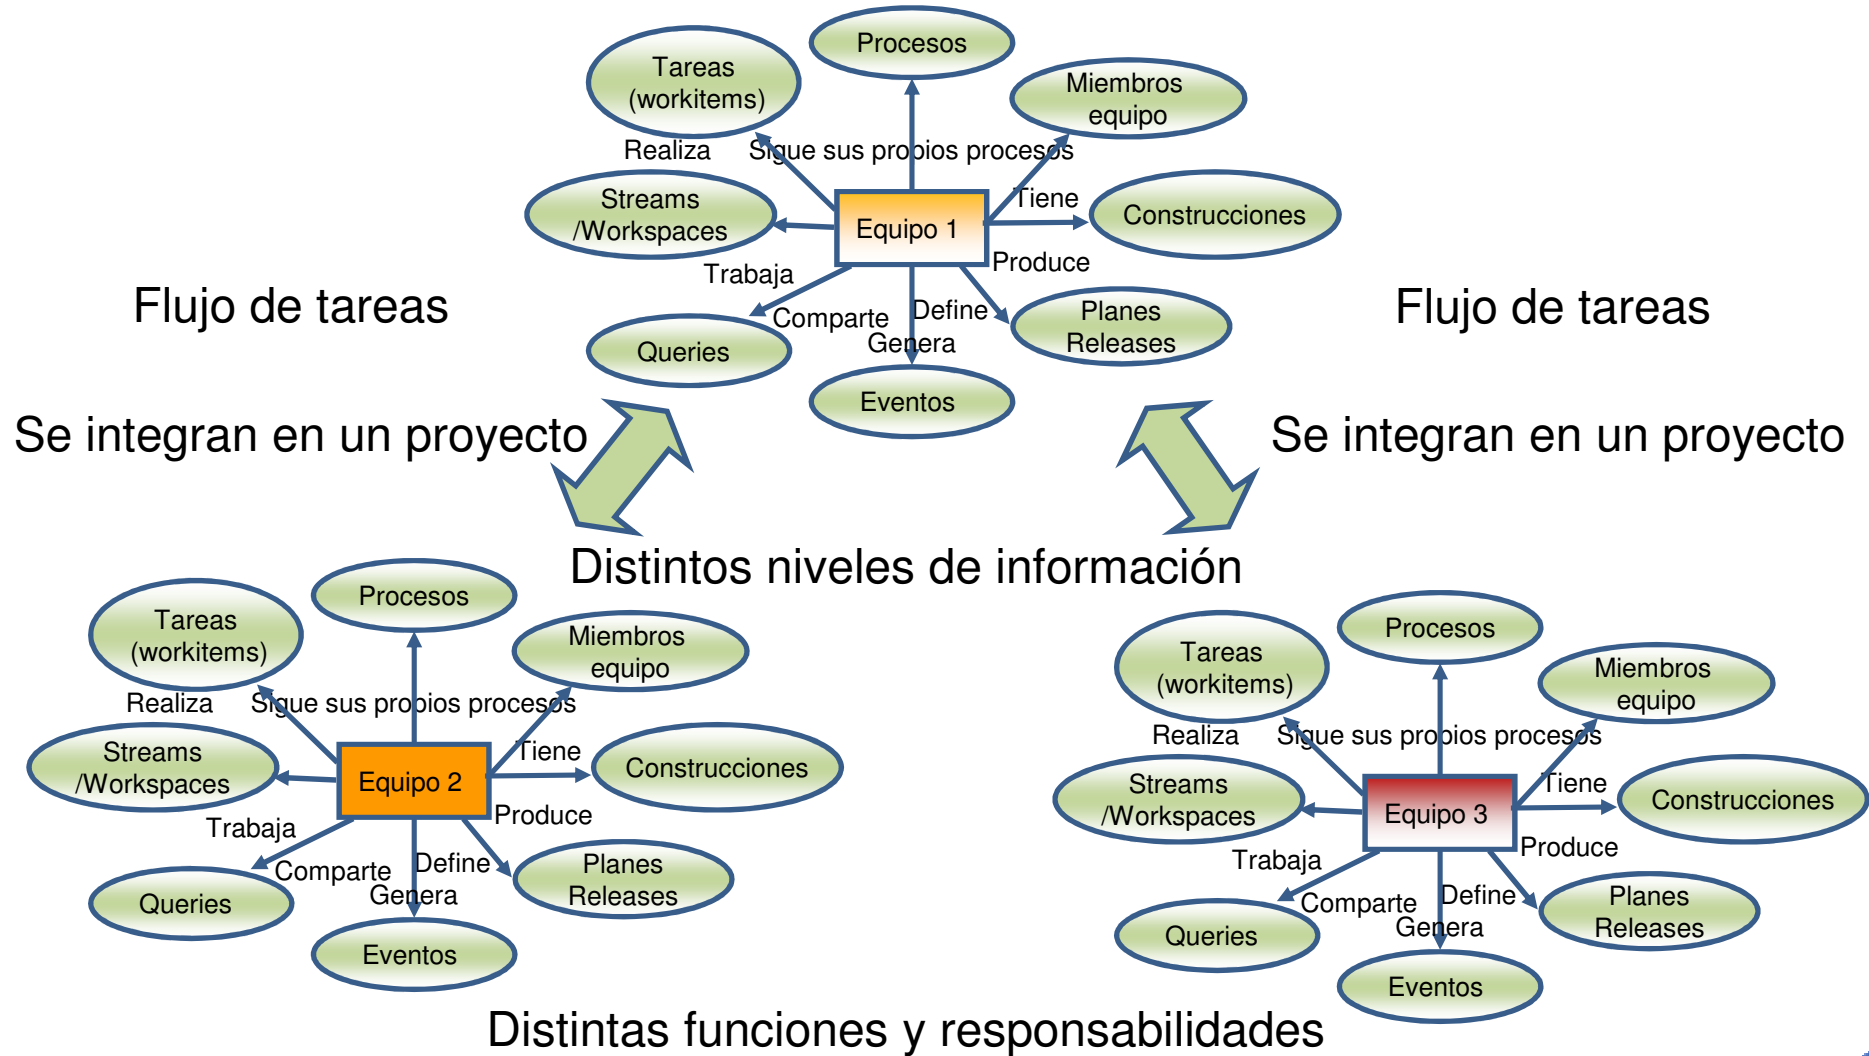 Procesos
Tareas
(workitems)
Miembros
equipo
Realiza
Sigue sus propios procesos
Streams
/Workspaces
Tiene
Construcciones
Equipo 1
Trabaja
Produce
Flujo de tareas
Flujo de tareas
Comparte
Define
Planes
Releases
Queries
Genera
Eventos
Se integran en un proyecto
Se integran en un proyecto
Distintos niveles de información
Procesos
Tareas
(workitems)
Miembros
equipo
Realiza
Sigue sus propios procesos
Streams
/Workspaces
Tiene
Construcciones
Equipo 2
Trabaja
Produce
Comparte
Define
Planes
Releases
Queries
Genera
Eventos
Procesos
Tareas
(workitems)
Miembros
equipo
Realiza
Sigue sus propios procesos
Streams
/Workspaces
Tiene
Construcciones
Equipo 3
Trabaja
Produce
Comparte
Define
Planes
Releases
Queries
Genera
Eventos
Distintas funciones y responsabilidades